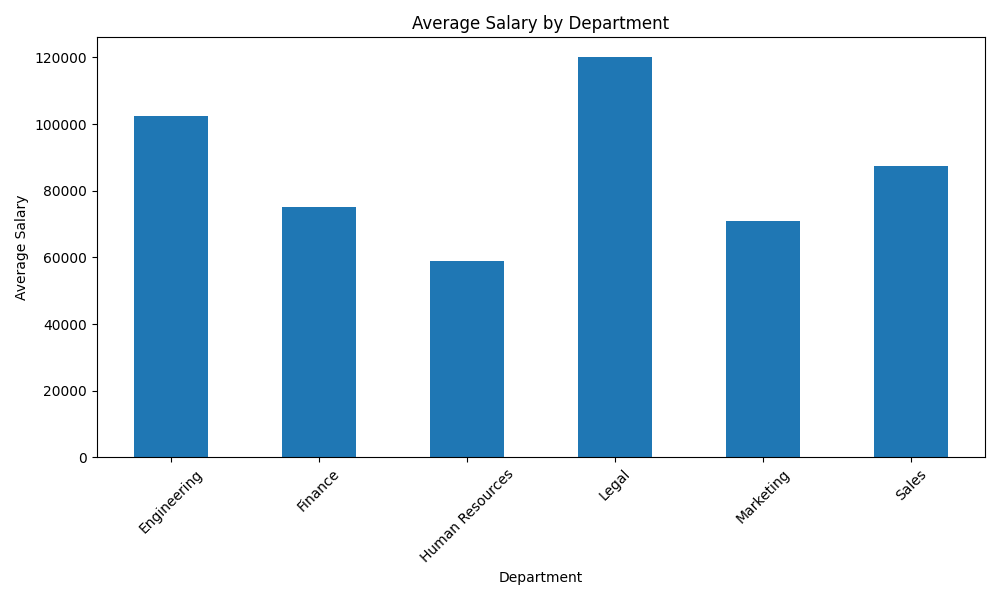 Average Salary by Department
Average Salary
120000
100000
80000
60000
40000
20000
0
Engineering
Finance
Human Resources
Legal
Marketing
Sales
Department